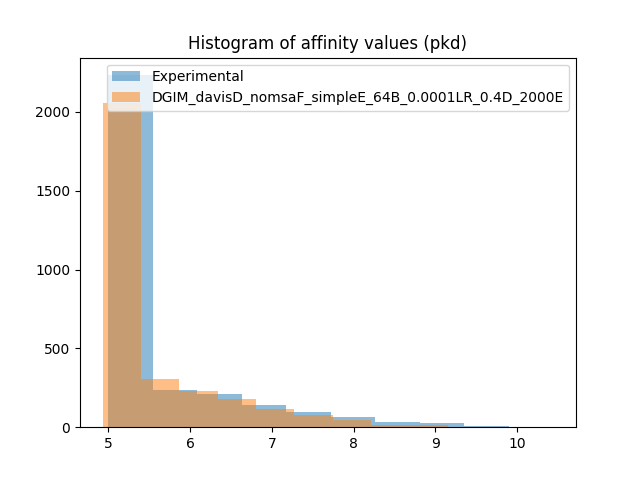 Histogram of affinity values (pkd)
Experimental
DGIM_davisD_nomsaF_simpleE_64B_0.0001LR_0.4D_2000E
2000
1500
1000
500
0
5 6 7 8 9 10